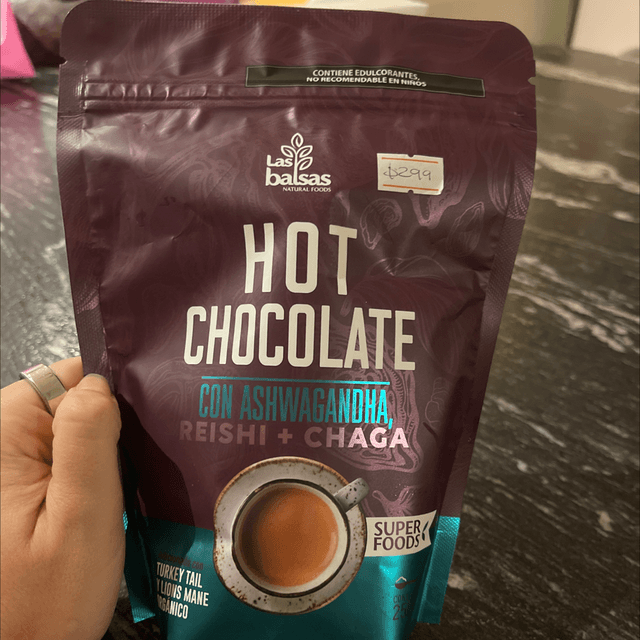 CONTIENE EDULCORANTES,
NO RECOMENDABLE EN NIÑOS
Las
balsas
NATURAL FOODS
$299
HOT
CHOCOLATE
CON ASHWAGANDHA,
REISHI + CHAGA
SUPER
FOODS
TURKEY TAIL
LIONS MANE